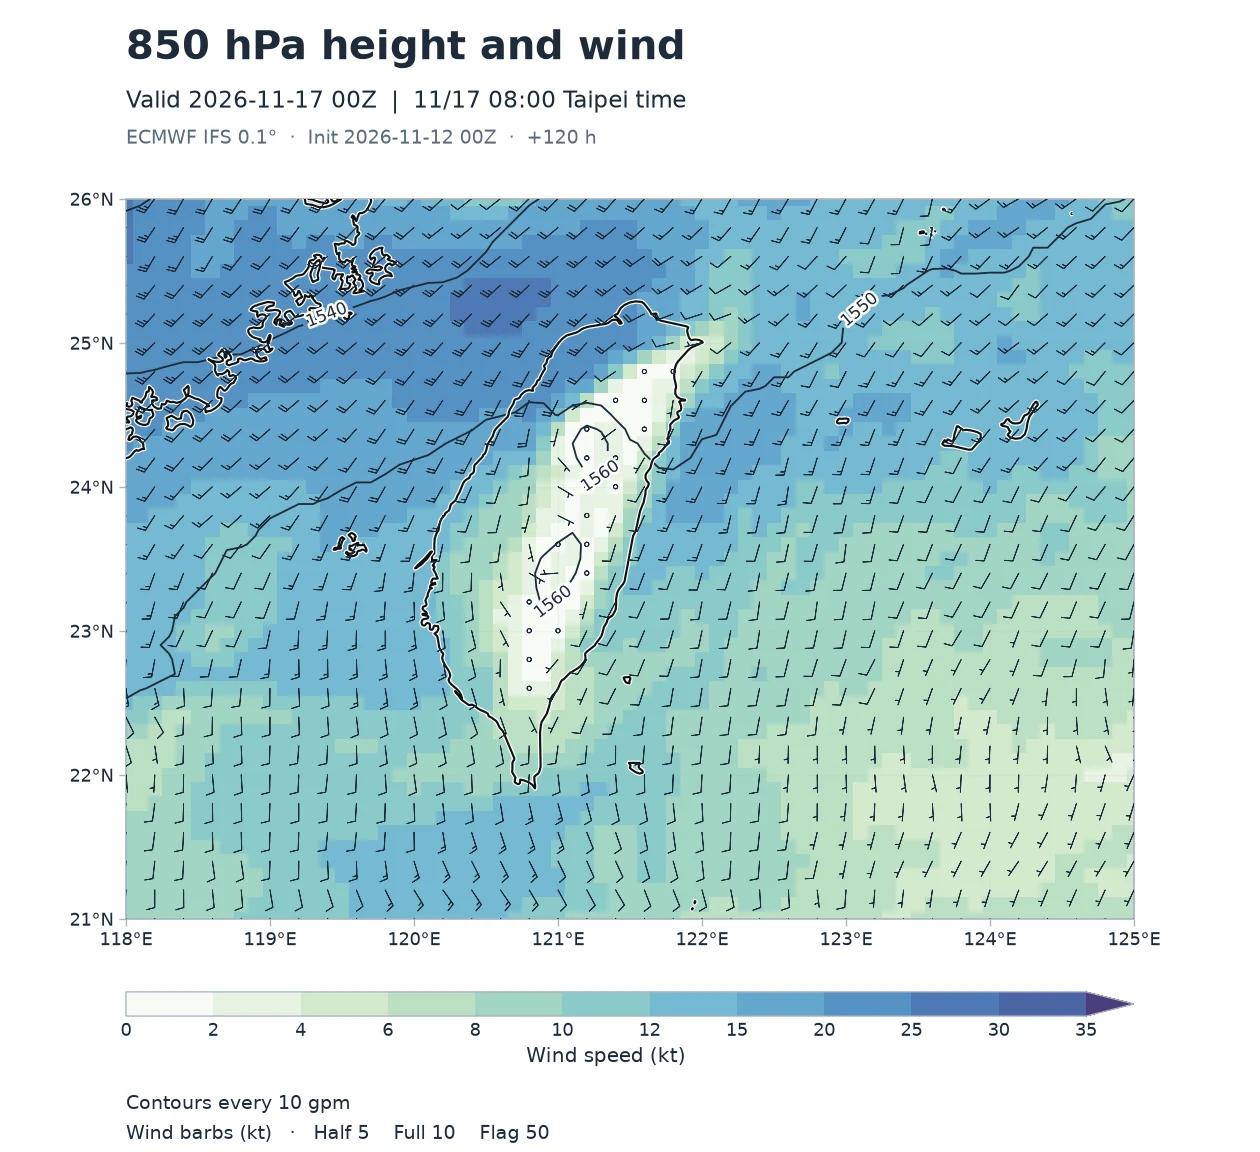 850 hPa height and wind
Valid 2026-11-17 00Z | 11/17 08:00 Taipei time
ECMWF IFS 0.1° · Init 2026-11-12 00Z · +120 h
26°N
25°N
24°N
23°N
22°N
21°N
1540
1550
1560
1560
118°E 119°E 120°E 121°E 122°E 123°E 124°E 125°E
0 2 4 6 8 10 12 15 20 25 30 35
Wind speed (kt)
Contours every 10 gpm
Wind barbs (kt) · Half 5 Full 10 Flag 50